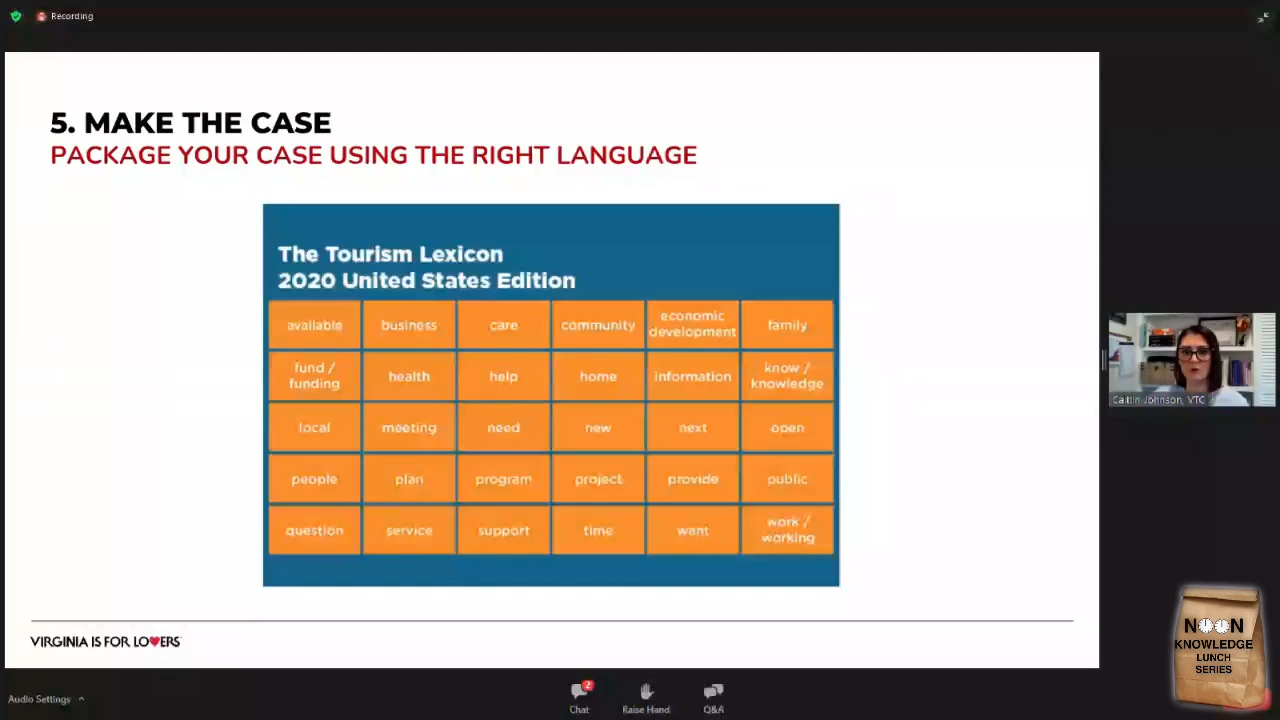 Recording
5. MAKE THE CASE
PACKAGE YOUR CASE USING THE RIGHT LANGUAGE
The Tourism Lexicon
2020 United States Edition
available business care community economic development family
fund / funding health help home information know / knowledge
local meeting need new next open
people plan program project provide public
question service support time want work / working
VIRGINIA IS FOR LOVERS
Caitlin Johnson, VTC
NOON
KNOWLEDGE
LUNCH
SERIES
Audio Settings
2
Chat Raise Hand Q&A